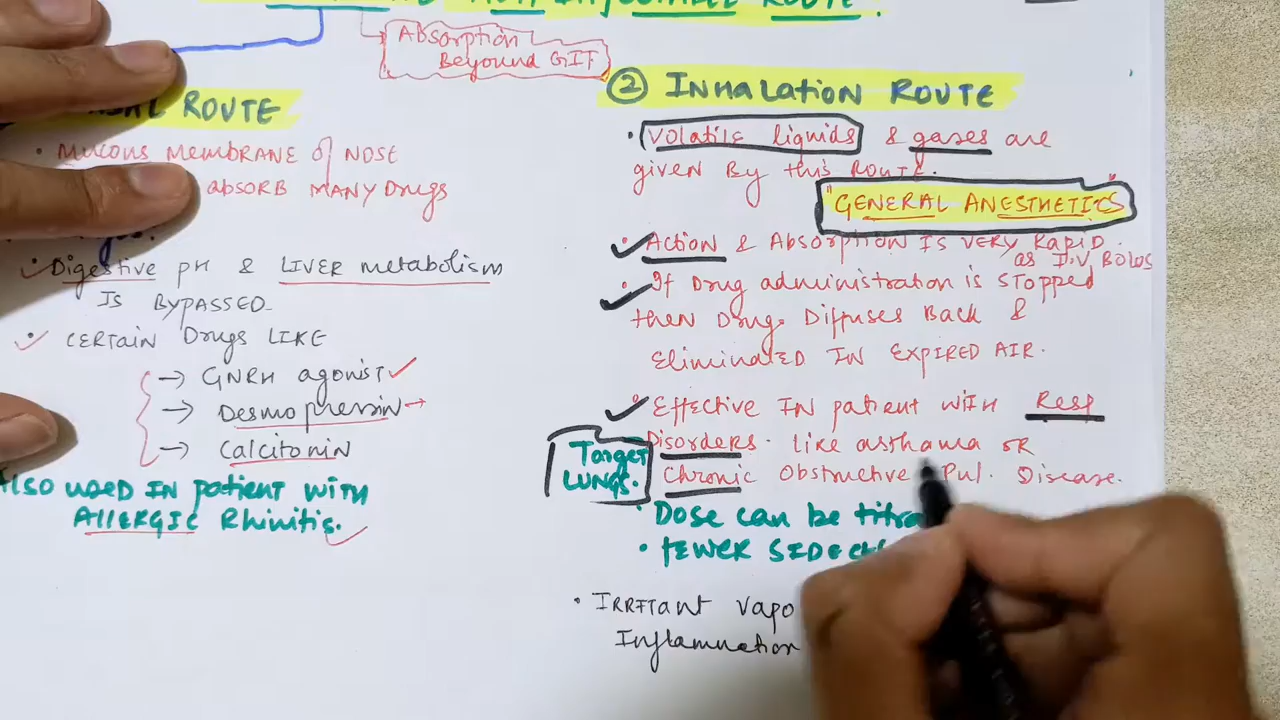 ROUTE.
Absorption
Beyound GIT
ROUTE
• Mucous MEMBRANE of NOSE
absorb MANY Drugs
Digestive pH & LIVER metabolism
Is BYPASSED.
• CERTAIN Drugs LIKE
→ GNRH agonist
→ Desmopressin →
→ Calcitonin
Also used IN patient with
ALLERGIC Rhinitis.
② INHALATION ROUTE
• Volatile liquids & gases are
given By this Route.
"GENERAL ANESTHETICS"
• Action & Absorption Is VERY Rapid.
as I.V Bolus
• If Drug administration is stopped
then Drug Diffuses Back &
Eliminated IN EXPIRED AIR.
• Effective IN patient WITH Resp
Disorders. like asthama OR
Chronic Obstructive Pul. Disease.
Target
LUNGS.
• Dose can be
• fewer
• IRRITant
Inflammation